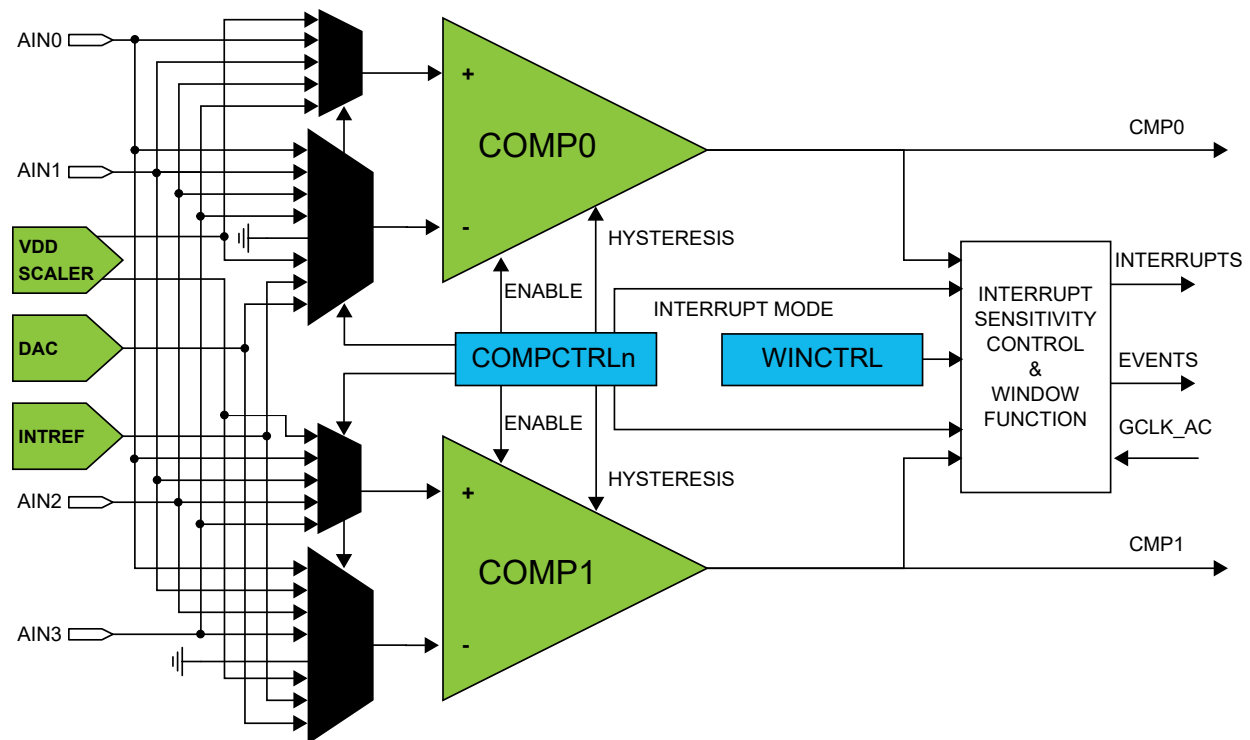 AIN0
+
COMP0
-
CMP0
AIN1
VDD
SCALER
HYSTERESIS
ENABLE
INTERRUPT MODE
INTERRUPTS
INTERRUPT
SENSITIVITY
CONTROL
&
WINDOW
FUNCTION
DAC
COMPCTRLn
WINCTRL
EVENTS
INTREF
ENABLE
GCLK_AC
HYSTERESIS
AIN2
+
COMP1
-
CMP1
AIN3